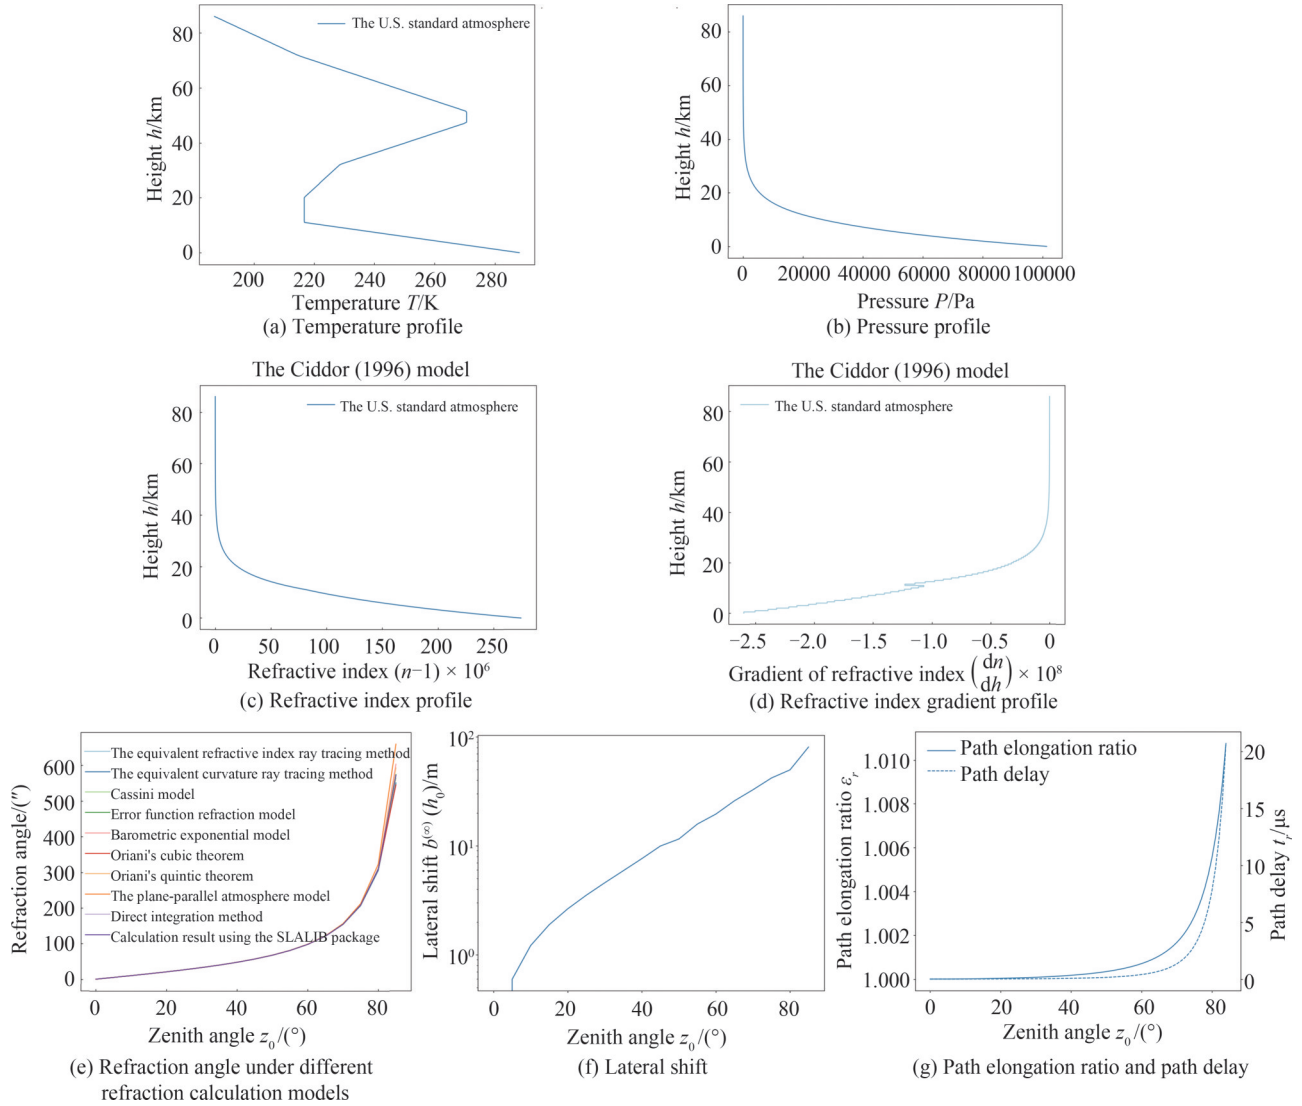 The U.S. standard atmosphere
80
60
40
20
0
Height h/km
200
220
240
260
280
Temperature T/K
(a) Temperature profile
80
60
40
20
0
Height h/km
0
20000
40000
60000
80000
100000
Pressure P/Pa
(b) Pressure profile
The Ciddor (1996) model
The U.S. standard atmosphere
80
60
40
20
0
Height h/km
0
50
100
150
200
250
Refractive index (n−1) × 10⁶
(c) Refractive index profile
The Ciddor (1996) model
The U.S. standard atmosphere
80
60
40
20
0
Height h/km
−2.5
−2.0
−1.5
−1.0
−0.5
0
Gradient of refractive index (dn/dh) × 10⁸
(d) Refractive index gradient profile
The equivalent refractive index ray tracing method
The equivalent curvature ray tracing method
Cassini model
Error function refraction model
Barometric exponential model
Oriani's cubic theorem
Oriani's quintic theorem
The plane-parallel atmosphere model
Direct integration method
Calculation result using the SLALIB package
600
500
400
300
200
100
0
Refraction angle/(″)
0
20
40
60
80
Zenith angle z₀/(°)
(e) Refraction angle under different
refraction calculation models
10²
10¹
10⁰
Lateral shift b⁽∞⁾ (h₀)/m
0
20
40
60
80
Zenith angle z₀/(°)
(f) Lateral shift
Path elongation ratio
Path delay
1.010
1.008
1.006
1.004
1.002
1.000
Path elongation ratio εᵣ
20
15
10
5
0
Path delay tᵣ/μs
0
20
40
60
80
Zenith angle z₀/(°)
(g) Path elongation ratio and path delay